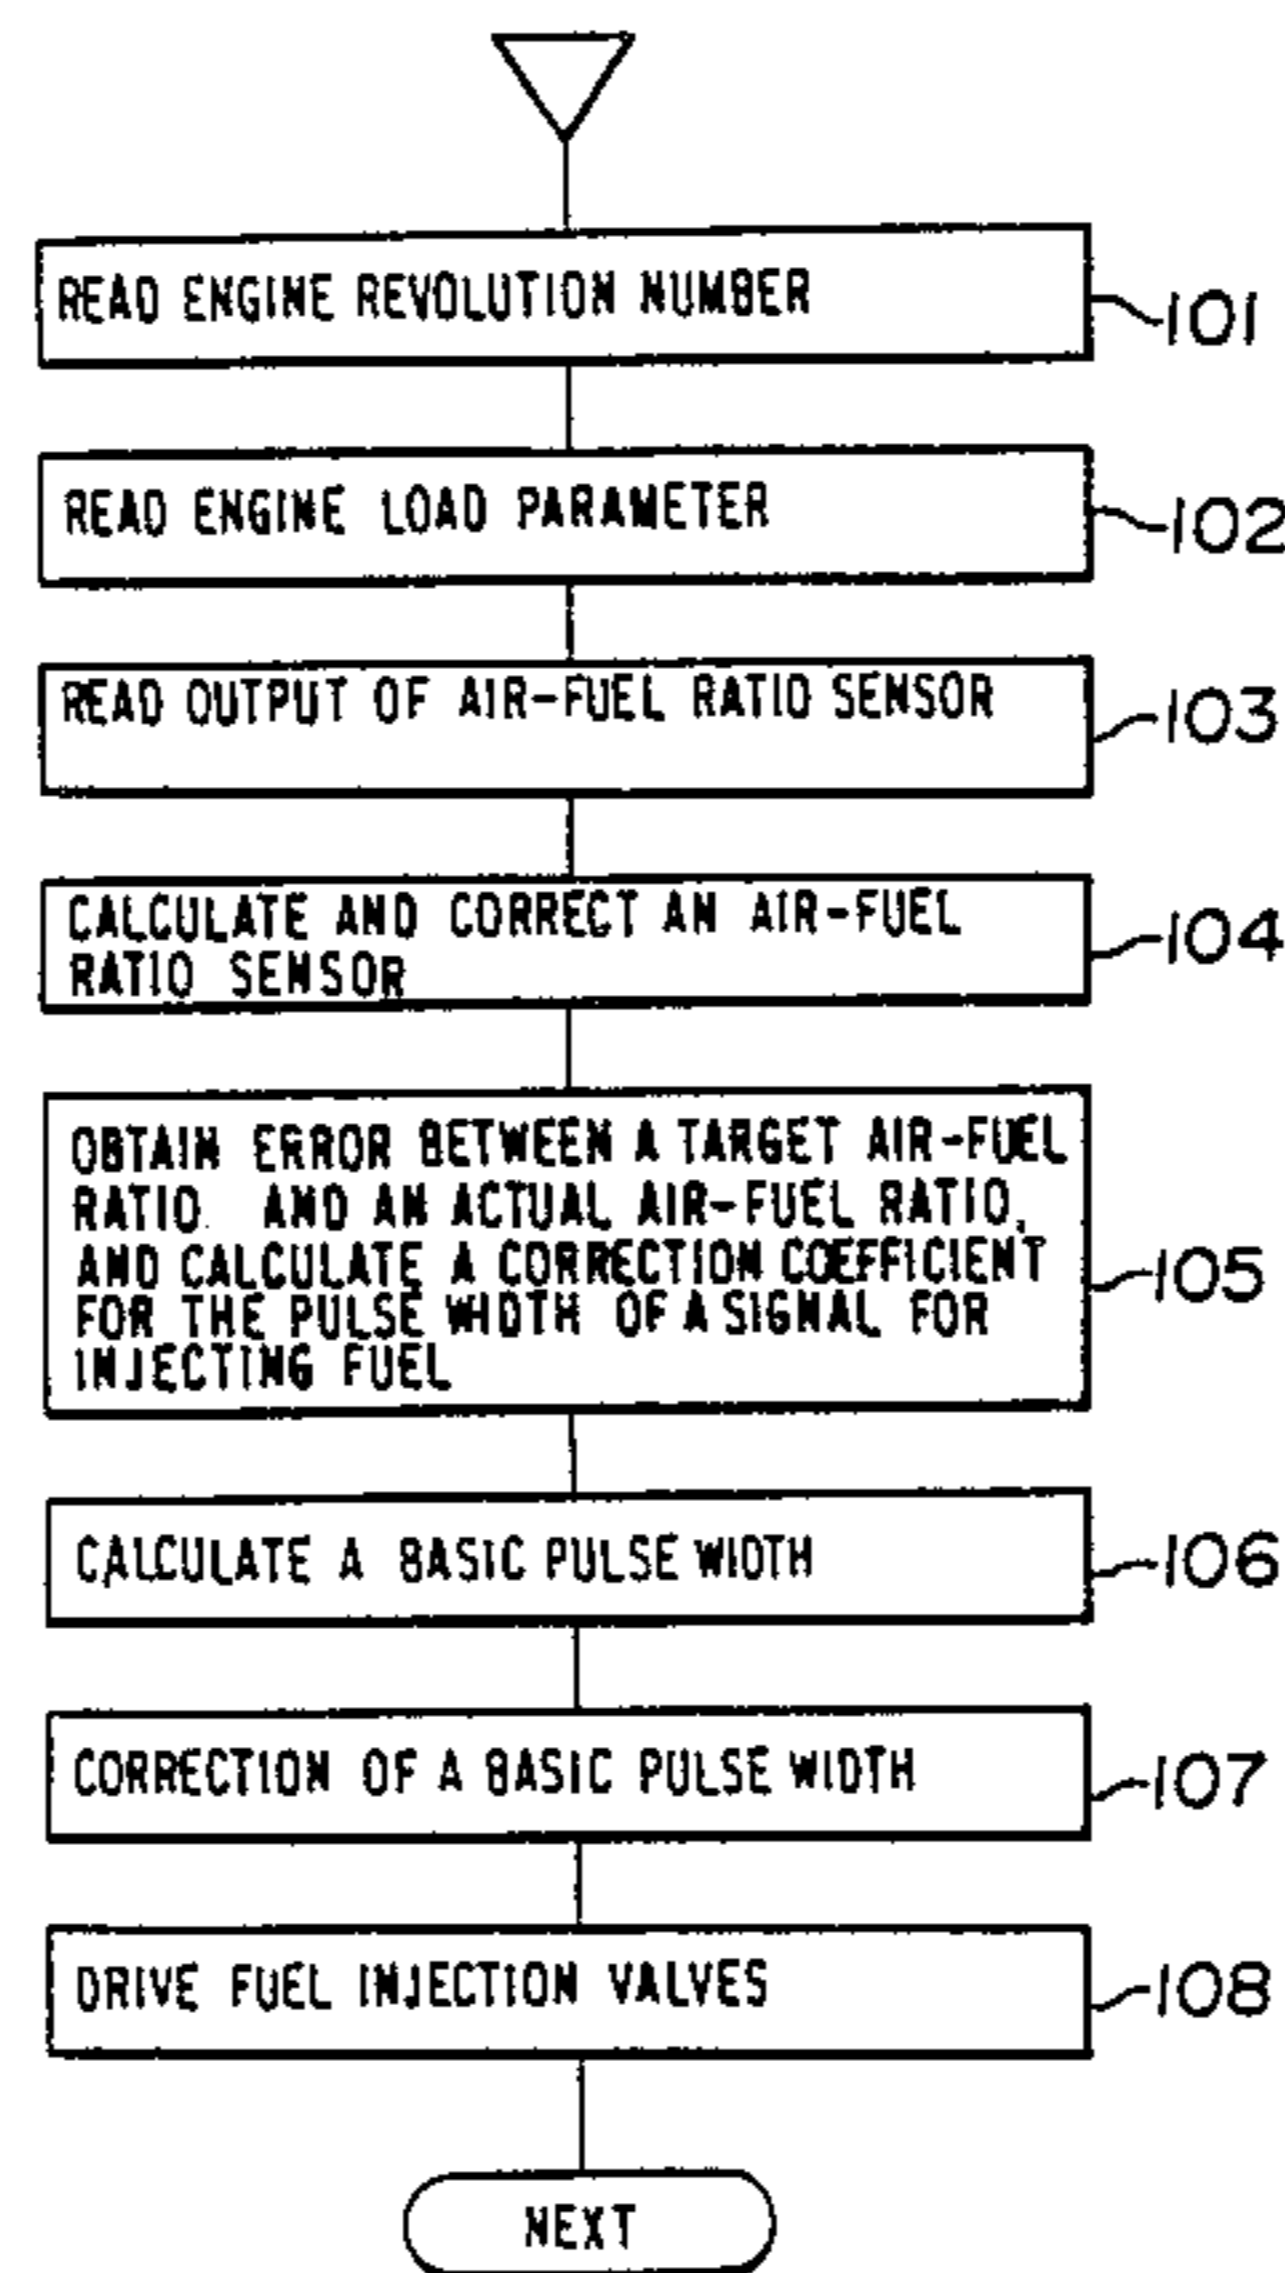 READ ENGINE REVOLUTION NUMBER
101
READ ENGINE LOAD PARAMETER
102
READ OUTPUT OF AIR-FUEL RATIO SENSOR
103
CALCULATE AND CORRECT AN AIR-FUEL
RATIO SENSOR
104
OBTAIN ERROR BETWEEN A TARGET AIR-FUEL
RATIO AND AN ACTUAL AIR-FUEL RATIO,
AND CALCULATE A CORRECTION COEFFICIENT
FOR THE PULSE WIDTH OF A SIGNAL FOR
INJECTING FUEL
105
CALCULATE A BASIC PULSE WIDTH
106
CORRECTION OF A BASIC PULSE WIDTH
107
DRIVE FUEL INJECTION VALVES
108
NEXT